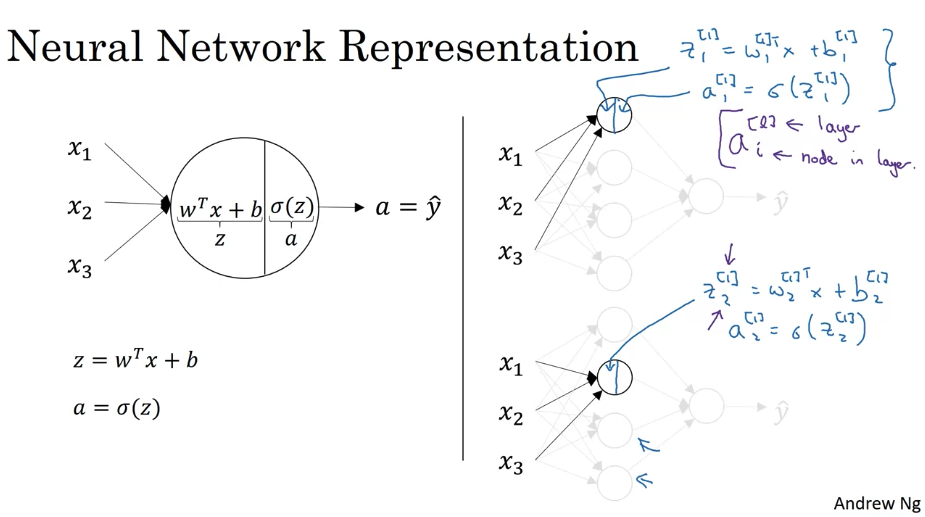 Neural Network Representation
z₁^[1] = w₁^[1]ᵀ x + b₁^[1]
a₁^[1] = σ(z₁^[1])
a_i^[l] ← layer
← node in layer.
x₁
x₂
x₃
wᵀx + b
z
σ(z)
a
a = ŷ
z = wᵀx + b
a = σ(z)
x₁
x₂
x₃
ŷ
z₂^[1] = w₂^[1]ᵀ x + b₂^[1]
a₂^[1] = σ(z₂^[1])
x₁
x₂
x₃
ŷ
Andrew Ng